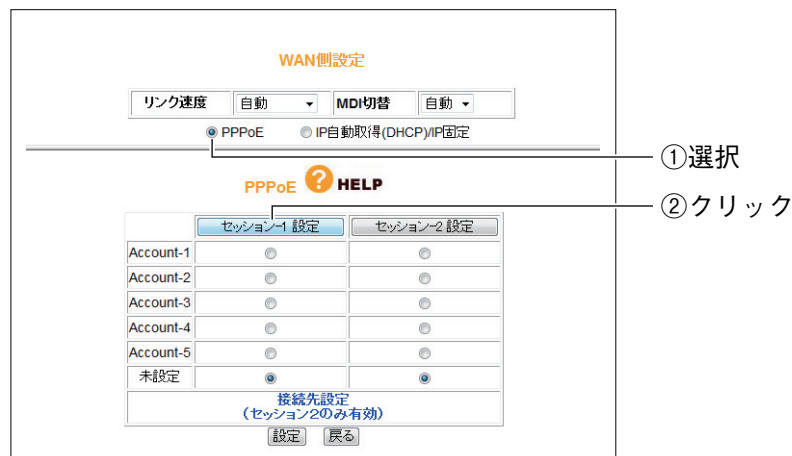 WAN側設定
リンク速度 自動 MDI切替 自動
PPPoE IP自動取得(DHCP)/IP固定
①選択
PPPoE ? HELP
②クリック
セッション-1 設定 セッション-2 設定
Account-1
Account-2
Account-3
Account-4
Account-5
未設定
接続先設定
(セッション2のみ有効)
設定 戻る